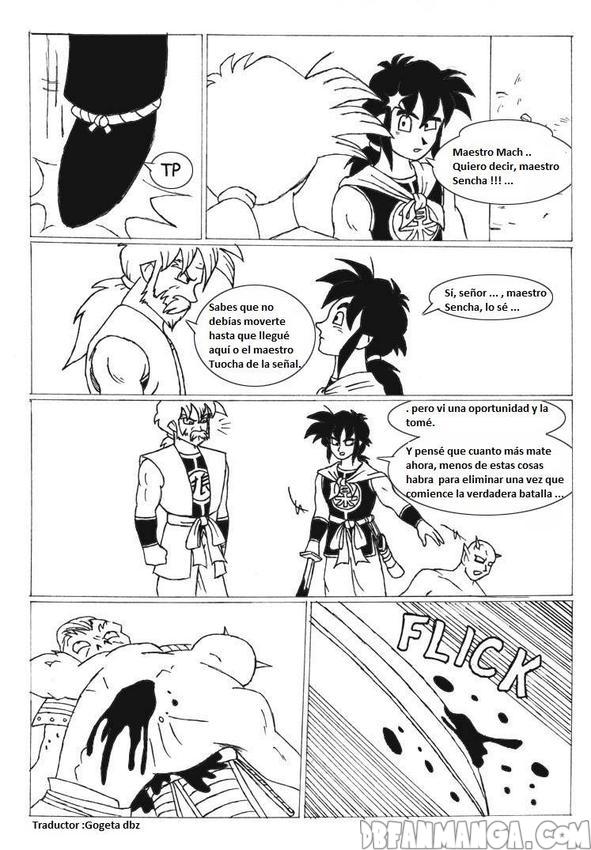 TP
Maestro Mach ..
Quiero decir, maestro
Sencha !!! ...
Sabes que no
debías moverte
hasta que llegué
aquí o el maestro
Tuocha de la señal.
Sí, señor ... , maestro
Sencha, lo sé ...
. pero vi una oportunidad y la
tomé.
Y pensé que cuanto más mate
ahora, menos de estas cosas
habra para eliminar una vez que
comience la verdadera batalla ...
FLICK
Traductor :Gogeta dbz
DBFANMANGA.COM